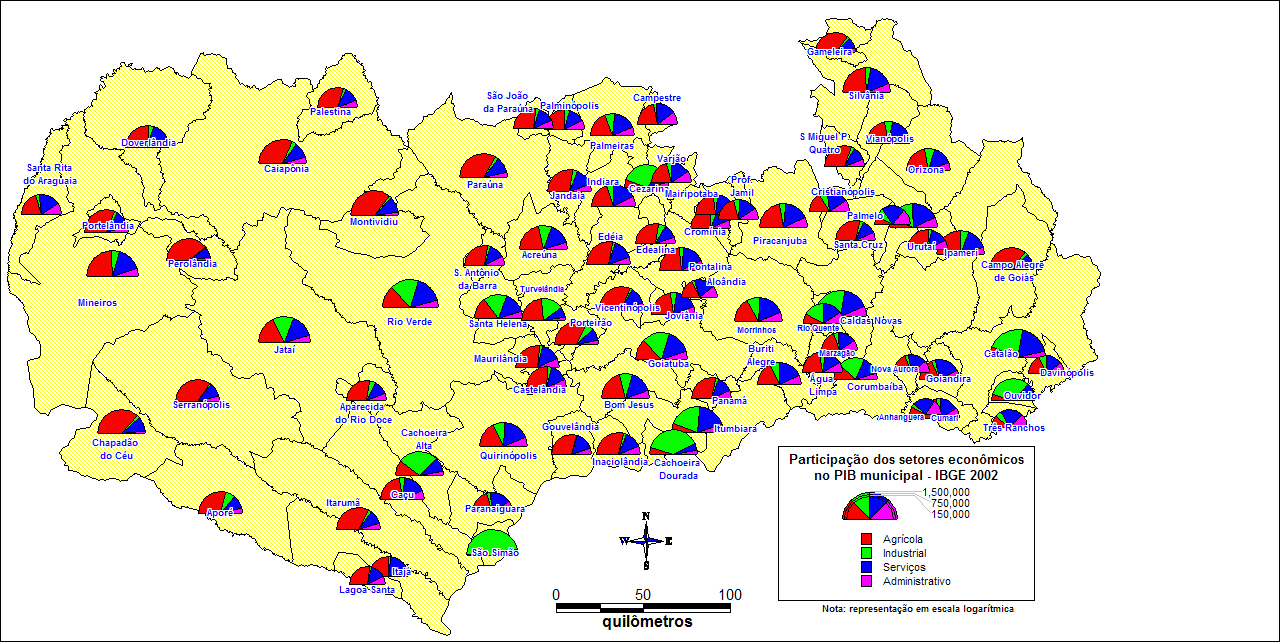 Gameleira
Silvânia
São João
da Paraúna
Palminópolis
Campestre
Palestina
Palmeiras
Vianópolis
S Miguel P.
Quatro
Doverlândia
Caiapônia
Santa Rita
do Araguaia
Paraúna
Varjão
Orizona
Indiara
Cezarina
Jandaia
Mairipotaba
Prof.
Jamil
Cristianópolis
Portelândia
Montividiu
Cromínia
Piracanjuba
Palmelo
Santa Cruz
Urutaí
Ipameri
Edéia
Edealina
Acreúna
Perolândia
Pontalina
Campo Alegre
de Goiás
S. Antônio
da Barra
Aloândia
Turvelândia
Mineiros
Vicentinópolis
Joviânia
Rio Verde
Santa Helena
Porteirão
Morrinhos
Rio Quente
Caldas Novas
Jataí
Maurilândia
Goiatuba
Buriti
Alegre
Marzagão
Catalão
Nova Aurora
Davinópolis
Água
Limpa
Corumbaíba
Goiandira
Castelândia
Ouvidor
Serranópolis
Aparecida
do Rio Doce
Bom Jesus
Panamá
Anhanguera
Cumari
Três Ranchos
Chapadão
do Céu
Cachoeira
Alta
Gouvelândia
Itumbiara
Quirinópolis
Inaciolândia
Cachoeira
Dourada
Caçu
Itarumã
Paranaiguara
Aporé
São Simão
Itajá
Lagoa Santa
N
W E
S
0 50 100
quilômetros
Participação dos setores econômicos
no PIB municipal - IBGE 2002
1,500,000
750,000
150,000
Agrícola
Industrial
Serviços
Administrativo
Nota: representação em escala logarítmica